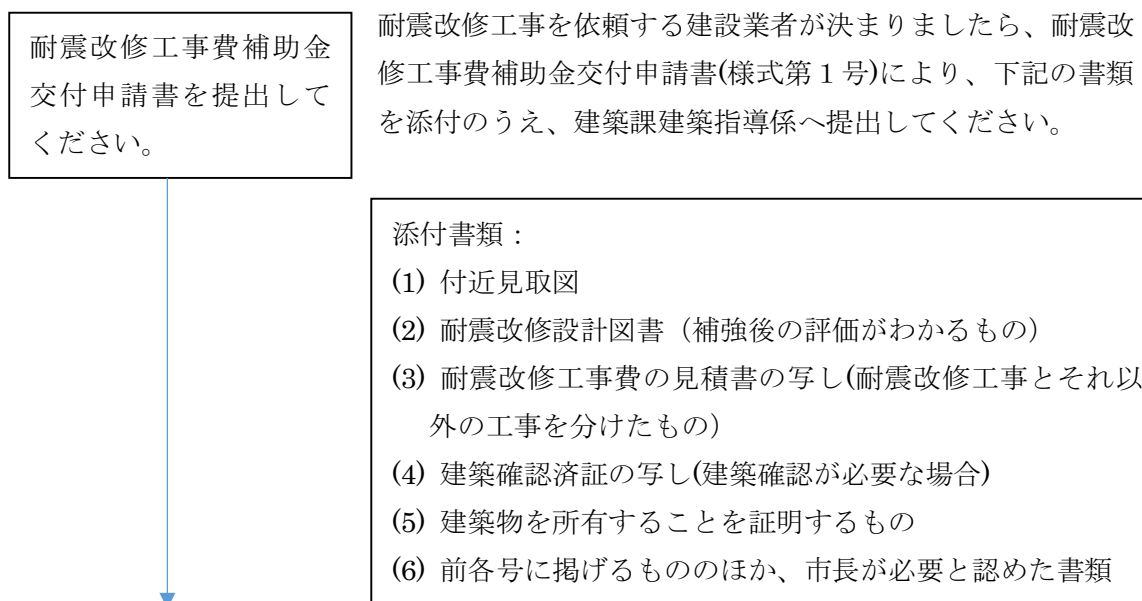 耐震改修工事費補助金
交付申請書を提出して
ください。
耐震改修工事を依頼する建設業者が決まりましたら、耐震改
修工事費補助金交付申請書(様式第１号)により、下記の書類
を添付のうえ、建築課建築指導係へ提出してください。
添付書類：
(1) 付近見取図
(2) 耐震改修設計図書（補強後の評価がわかるもの）
(3) 耐震改修工事費の見積書の写し(耐震改修工事とそれ以
外の工事を分けたもの）
(4) 建築確認済証の写し(建築確認が必要な場合)
(5) 建築物を所有することを証明するもの
(6) 前各号に掲げるもののほか、市長が必要と認めた書類